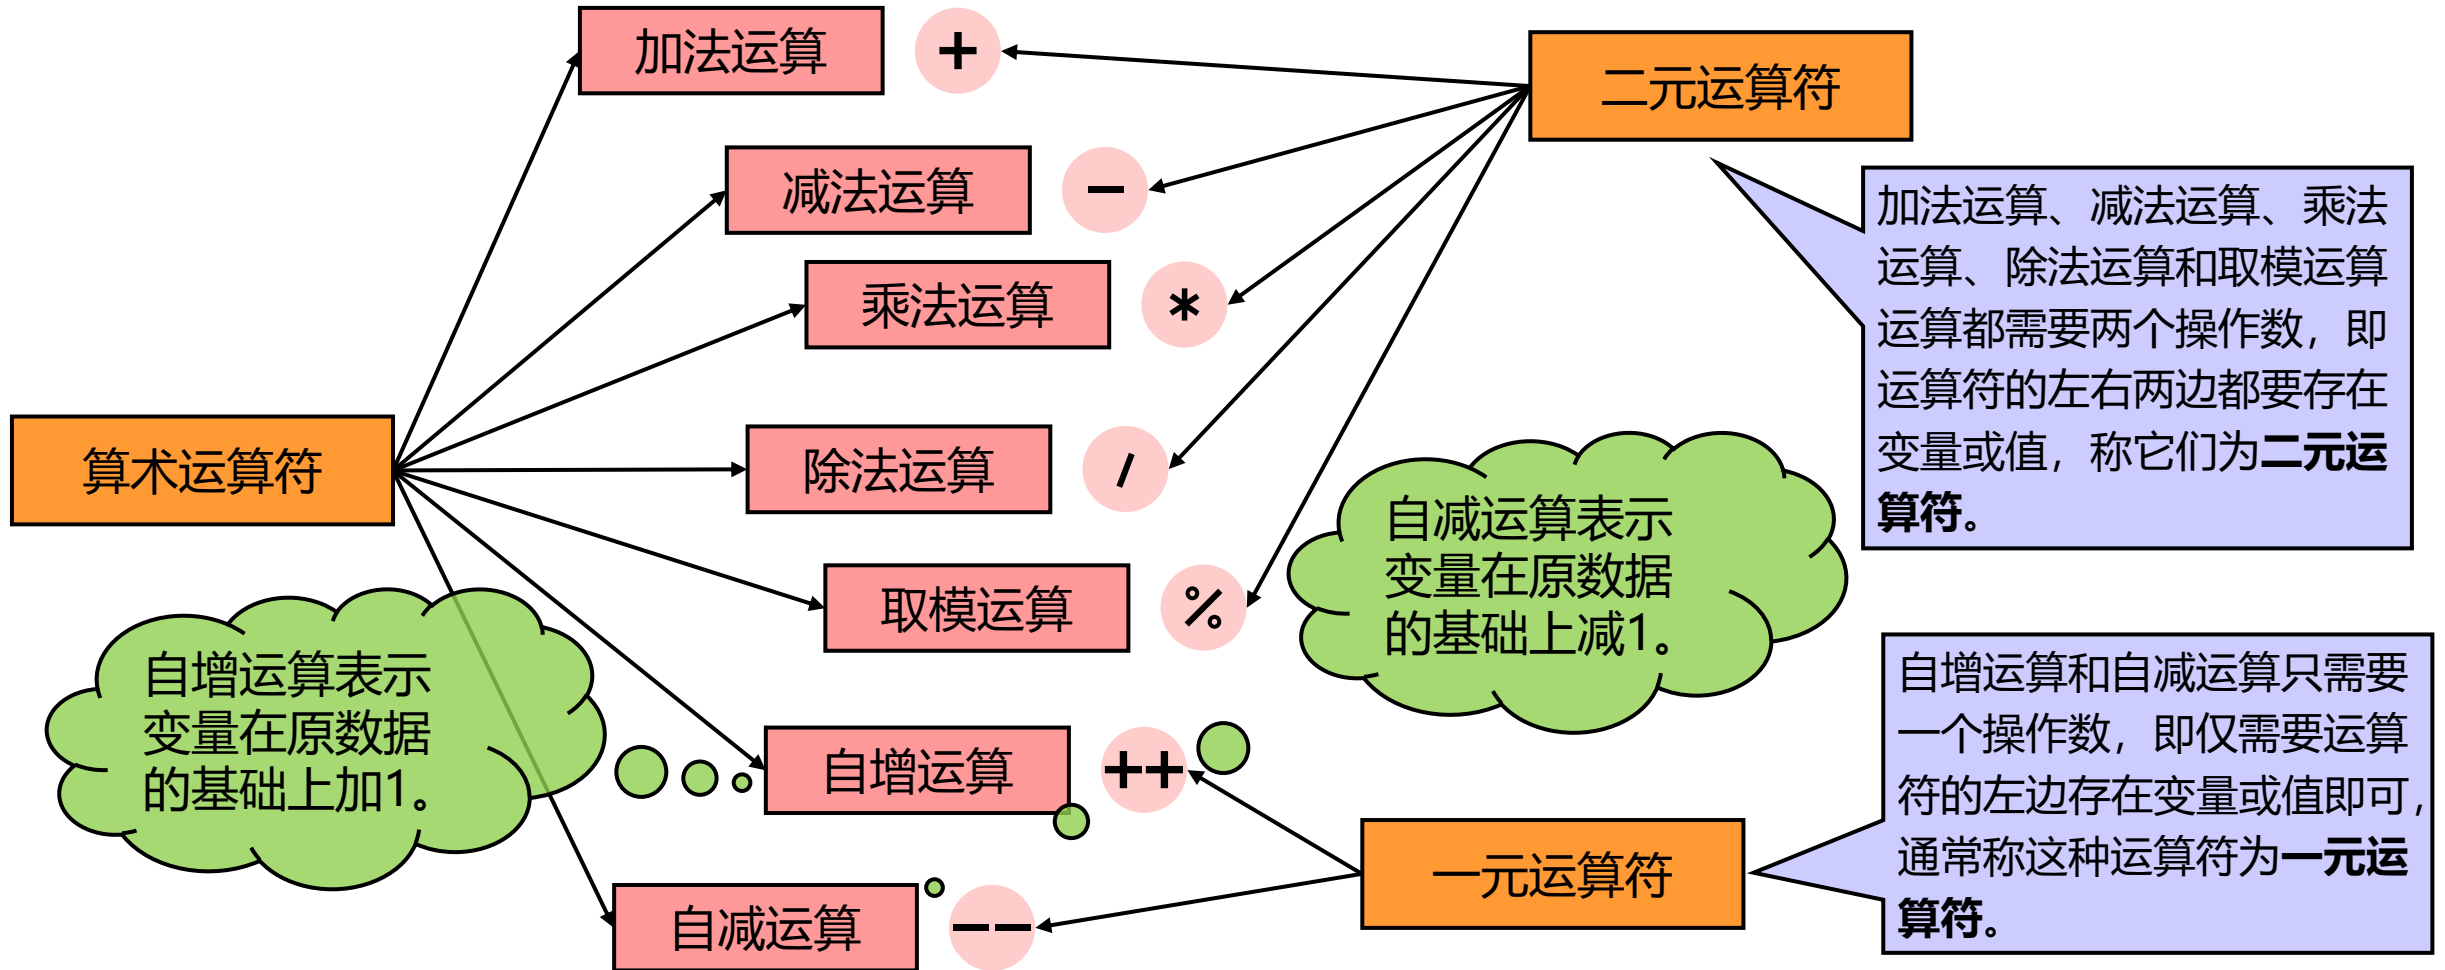 加法运算
+
二元运算符
减法运算
−
加法运算、减法运算、乘法
运算、除法运算和取模运算
运算都需要两个操作数，即
运算符的左右两边都要存在
变量或值，称它们为二元运
算符。
乘法运算
*
算术运算符
除法运算
/
自减运算表示
变量在原数据
的基础上减1。
取模运算
%
自增运算表示
变量在原数据
的基础上加1。
自增运算
++
自增运算和自减运算只需要
一个操作数，即仅需要运算
符的左边存在变量或值即可，
通常称这种运算符为一元运
算符。
一元运算符
自减运算
−−